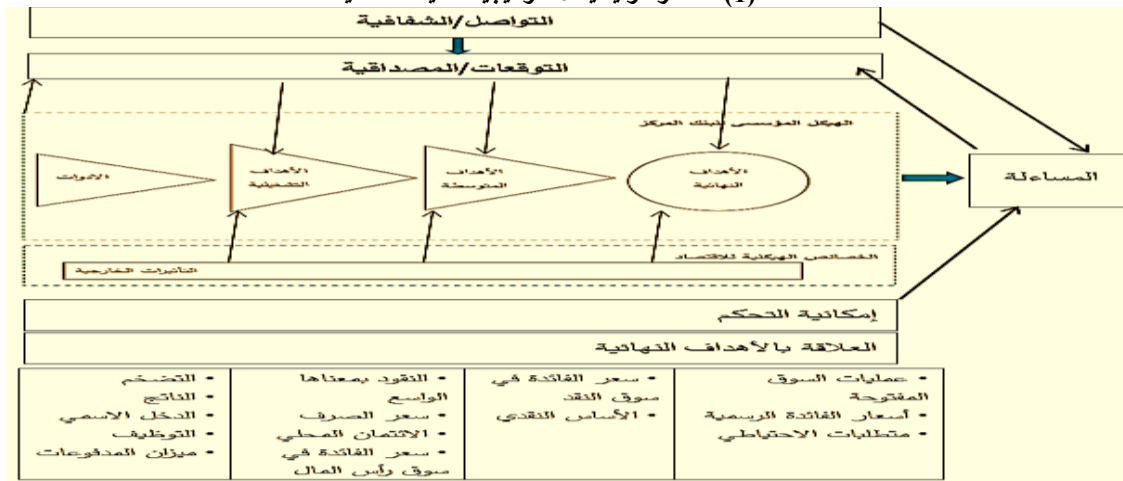 (1)
التواصل/الشفافية
التوقعات/المصداقية
الهيكل المؤسسي للبنك المركز
الأدوات
الأهداف
التشغيلية
الأهداف
المتوسطة
الأهداف
النهائية
المساءلة
الخصائص الهيكلية للاقتصاد
التأثيرات الخارجية
إمكانية التحكم
العلاقة بالأهداف النهائية
• عمليات السوق
المفتوحة
• أسعار الفائدة الرسمية
• متطلبات الاحتياطي
• سعر الفائدة في
سوق النقد
• الأساس النقدي
• النقود بمعناها
الواسع
• سعر الصرف
• الائتمان المحلي
• سعر الفائدة في
سوق رأس المال
• التضخم
• الناتج
• الدخل الاسمي
• التوظيف
• ميزان المدفوعات